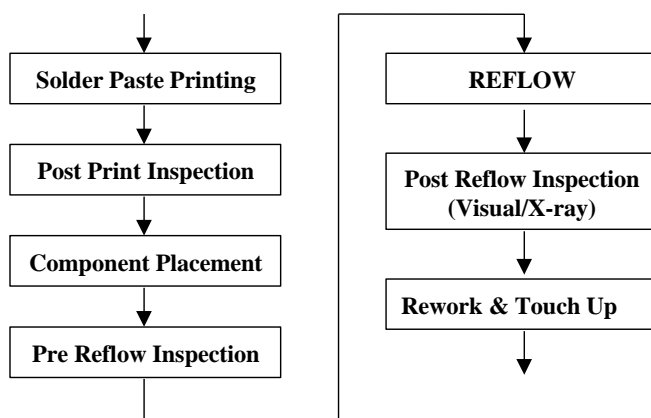 Solder Paste Printing
Post Print Inspection
Component Placement
Pre Reflow Inspection
REFLOW
Post Reflow Inspection
(Visual/X-ray)
Rework & Touch Up